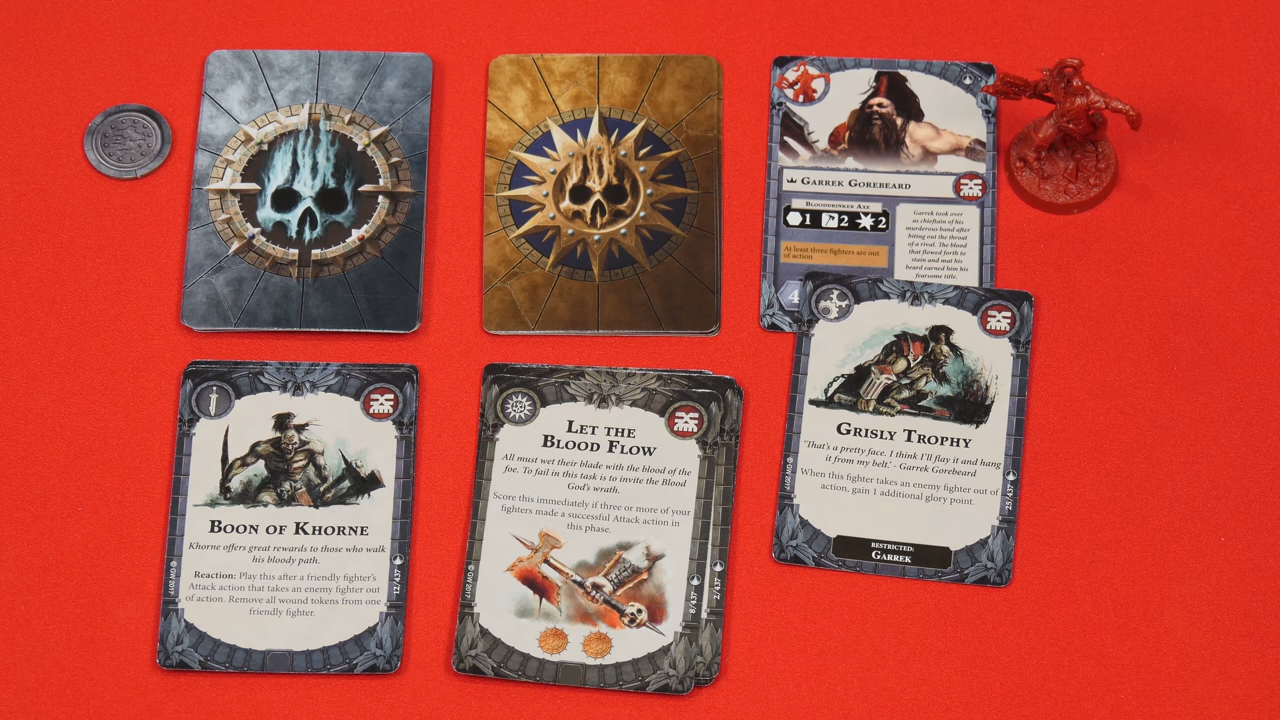 GARREK GOREBEARD
BLOODDRINKER AXE
1 2 2
At least three fighters are out
of action
Garrek took over
as chieftain of his
murderous band after
biting out the throat
of a rival. The blood
that flowed forth to
stain and mat his
beard earned him his
fearsome title.
4
BOON OF KHORNE
Khorne offers great rewards to those who walk
his bloody path.
Reaction: Play this after a friendly fighter's
Attack action that takes an enemy fighter out
of action. Remove all wound tokens from one
friendly fighter.
© GW 2017
12/437
LET THE
BLOOD FLOW
All must wet their blade with the blood of the
foe. To fail in this task is to invite the Blood
God's wrath.
Score this immediately if three or more of your
fighters made a successful Attack action in
this phase.
© GW 2017
8/437
2/437
GRISLY TROPHY
'That's a pretty face. I think I'll flay it and hang
it from my belt.' - Garrek Gorebeard
When this fighter takes an enemy fighter out of
action, gain 1 additional glory point.
RESTRICTED:
GARREK
© GW 2017
25/437